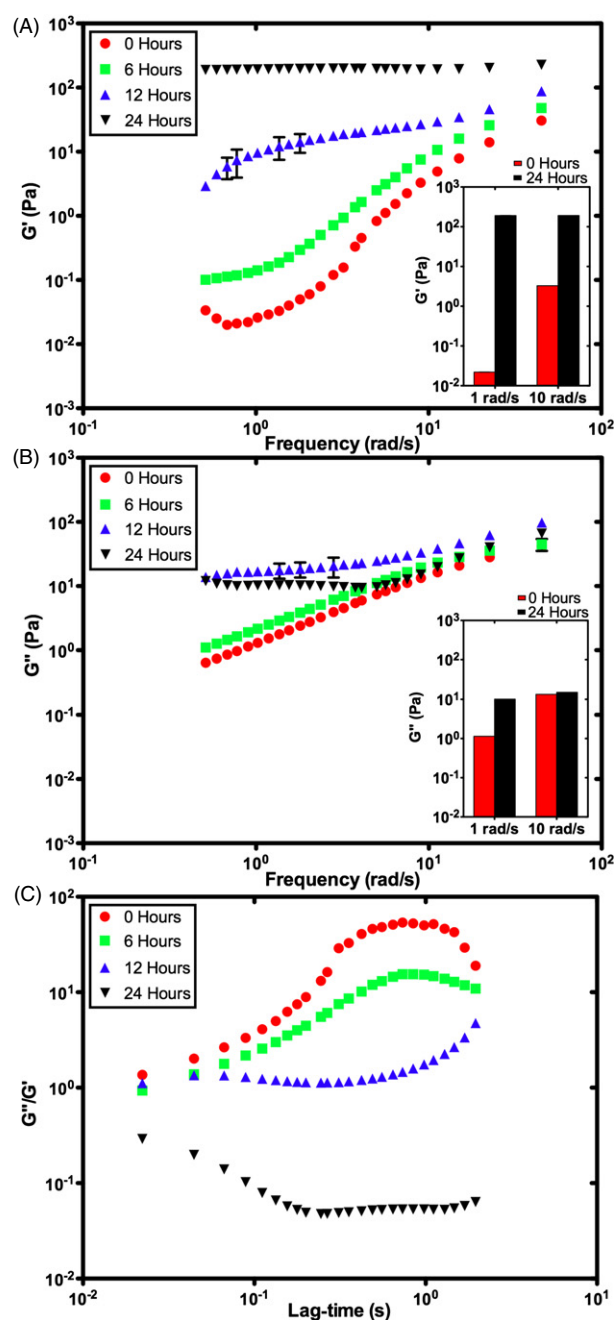 (A)
0 Hours
6 Hours
12 Hours
24 Hours
G' (Pa)
10³
10²
10¹
10⁰
10⁻¹
10⁻²
10⁻³
10⁻¹ 10⁰ 10¹ 10²
Frequency (rad/s)
0 Hours
24 Hours
G' (Pa)
10³
10²
10¹
10⁰
10⁻¹
10⁻²
1 rad/s 10 rad/s
(B)
0 Hours
6 Hours
12 Hours
24 Hours
G'' (Pa)
10³
10²
10¹
10⁰
10⁻¹
10⁻²
10⁻³
10⁻¹ 10⁰ 10¹ 10²
Frequency (rad/s)
0 Hours
24 Hours
G'' (Pa)
10³
10²
10¹
10⁰
10⁻¹
10⁻²
1 rad/s 10 rad/s
(C)
0 Hours
6 Hours
12 Hours
24 Hours
G''/G'
10²
10¹
10⁰
10⁻¹
10⁻²
10⁻² 10⁻¹ 10⁰ 10¹
Lag-time (s)